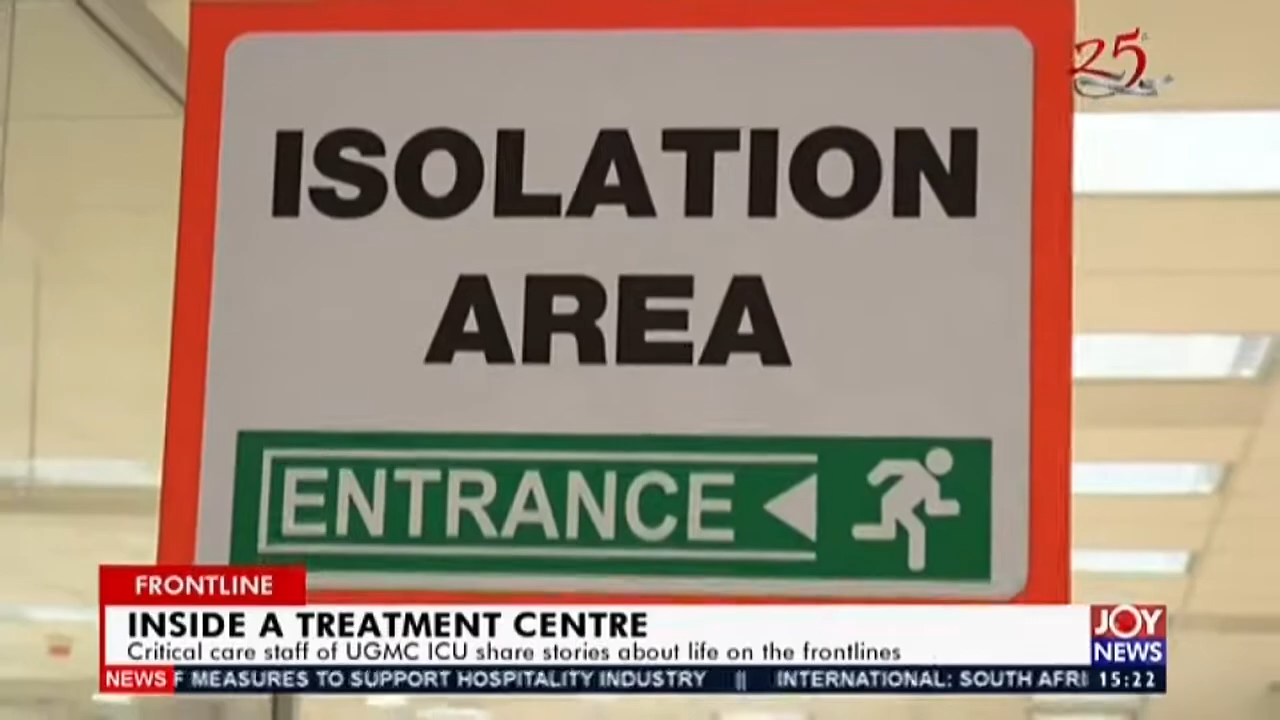 25
ISOLATION
AREA
ENTRANCE
FRONTLINE
INSIDE A TREATMENT CENTRE
Critical care staff of UGMC ICU share stories about life on the frontlines
JOY
NEWS
NEWS
MEASURES TO SUPPORT HOSPITALITY INDUSTRY || INTERNATIONAL: SOUTH
15:22